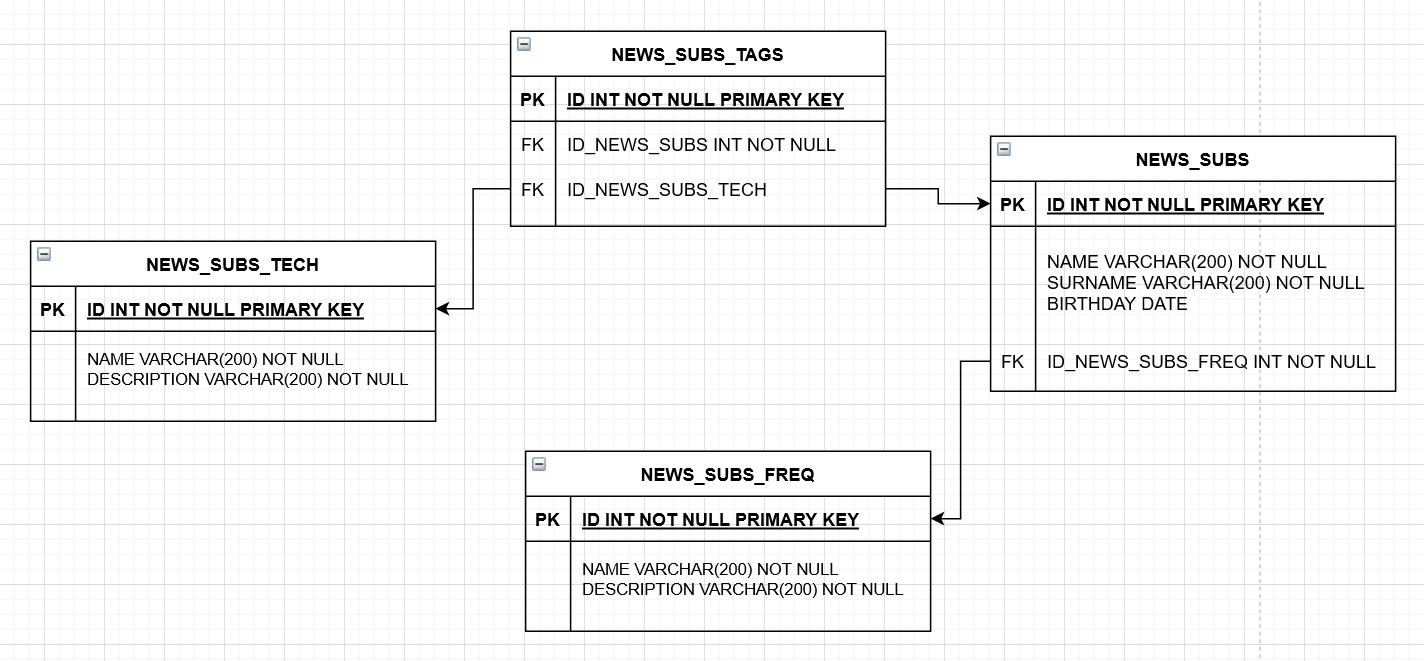 NEWS_SUBS_TAGS
PK ID INT NOT NULL PRIMARY KEY
FK ID_NEWS_SUBS INT NOT NULL
FK ID_NEWS_SUBS_TECH
NEWS_SUBS
PK ID INT NOT NULL PRIMARY KEY
NAME VARCHAR(200) NOT NULL
SURNAME VARCHAR(200) NOT NULL
BIRTHDAY DATE
FK ID_NEWS_SUBS_FREQ INT NOT NULL
NEWS_SUBS_TECH
PK ID INT NOT NULL PRIMARY KEY
NAME VARCHAR(200) NOT NULL
DESCRIPTION VARCHAR(200) NOT NULL
NEWS_SUBS_FREQ
PK ID INT NOT NULL PRIMARY KEY
NAME VARCHAR(200) NOT NULL
DESCRIPTION VARCHAR(200) NOT NULL